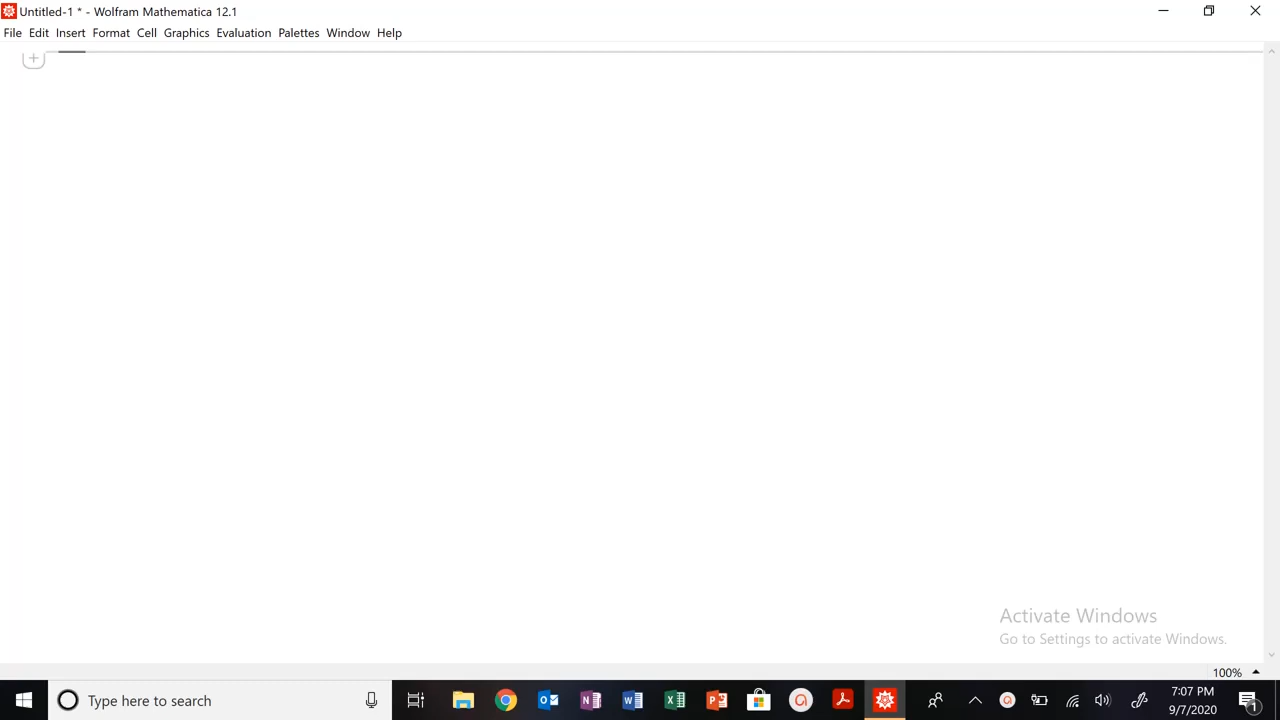 Untitled-1 * - Wolfram Mathematica 12.1
File Edit Insert Format Cell Graphics Evaluation Palettes Window Help
Activate Windows
Go to Settings to activate Windows.
100%
Type here to search
7:07 PM
9/7/2020
1